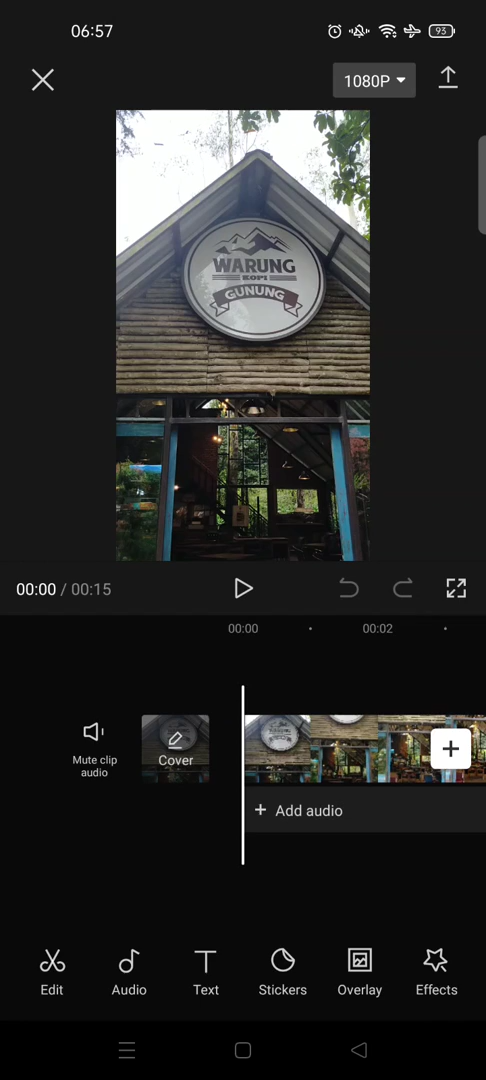 06:57
93
1080P
WARUNG
KOPI
GUNUNG
00:00 / 00:15
00:00
00:02
Mute clip
audio
Cover
+ Add audio
Edit
Audio
Text
Stickers
Overlay
Effects